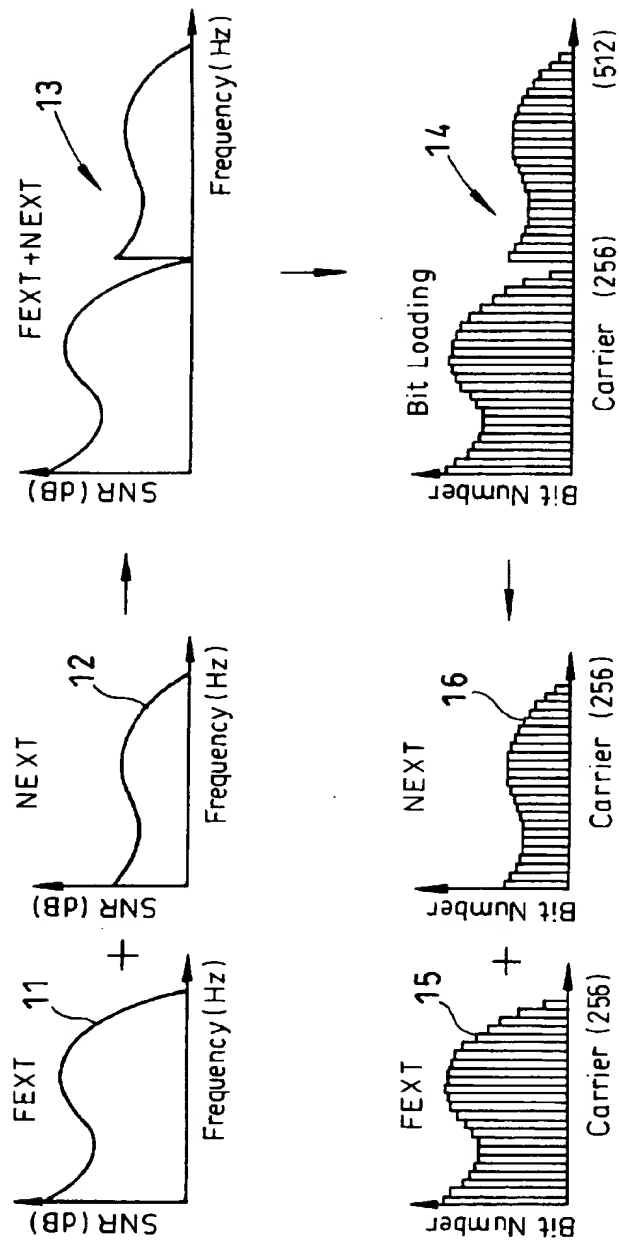 FEXT
11
SNR (dB)
Frequency (Hz)
+
NEXT
12
SNR (dB)
Frequency (Hz)
FEXT+NEXT
13
SNR (dB)
Frequency (Hz)
FEXT
15
Bit Number
Carrier (256)
+
NEXT
16
Bit Number
Carrier (256)
Bit Loading
14
Bit Number
Carrier (256)
(512)